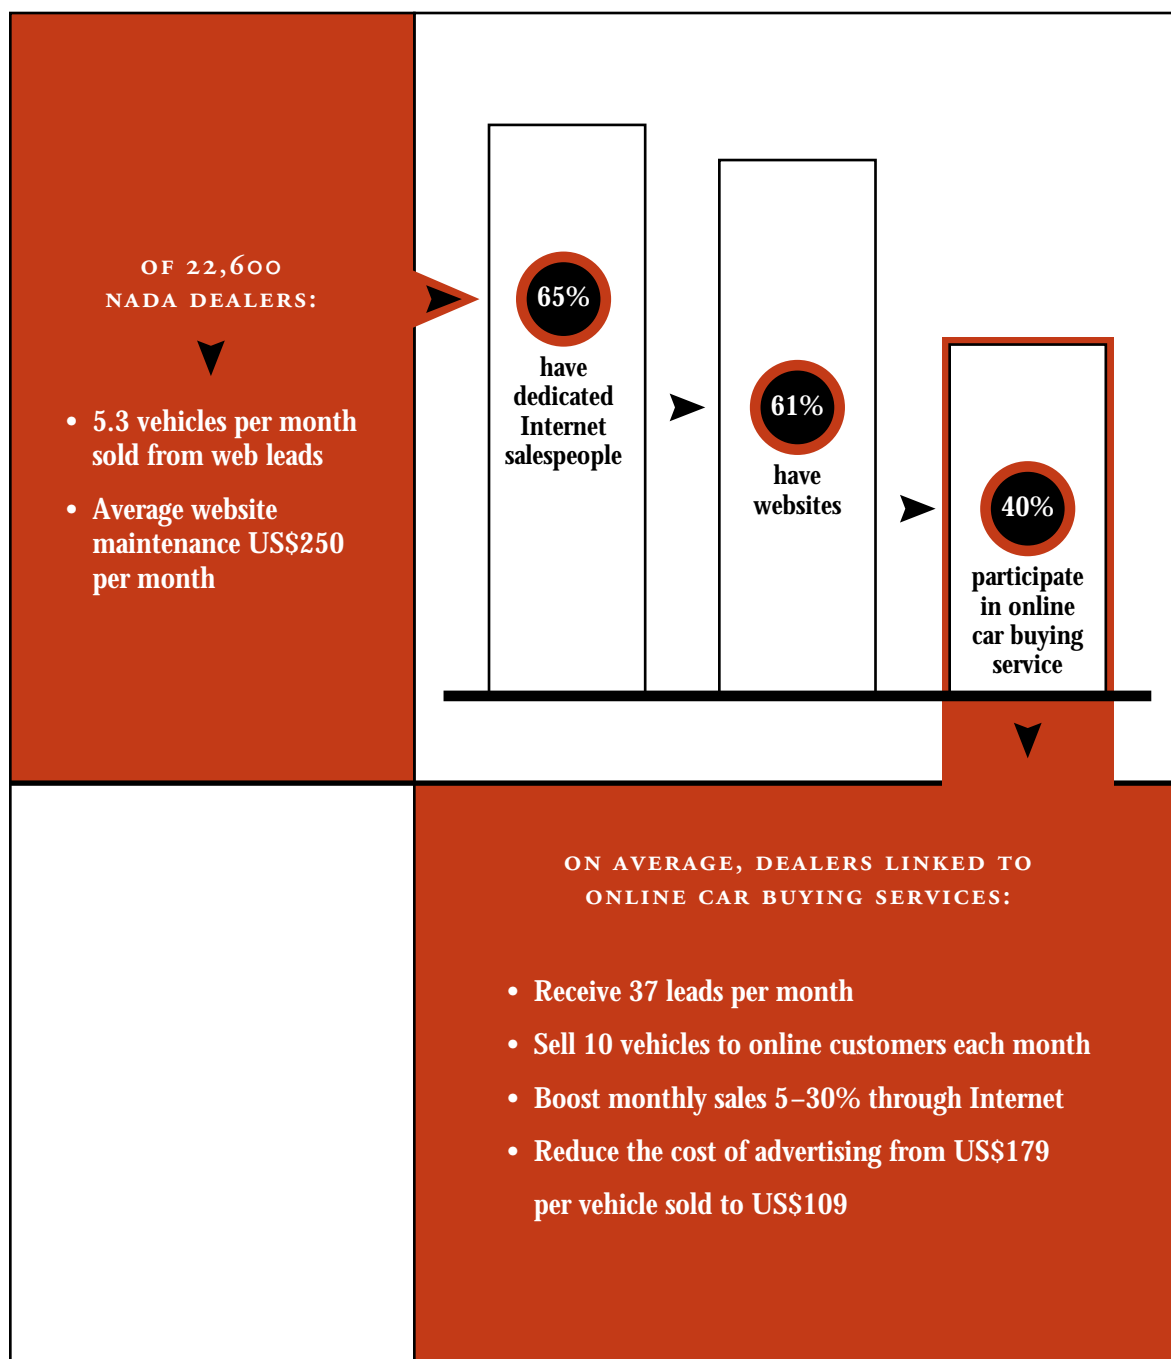 OF 22,600
NADA DEALERS:
• 5.3 vehicles per month
sold from web leads
• Average website
maintenance US$250
per month
65%
have
dedicated
Internet
salespeople
61%
have
websites
40%
participate
in online
car buying
service
ON AVERAGE, DEALERS LINKED TO
ONLINE CAR BUYING SERVICES:
• Receive 37 leads per month
• Sell 10 vehicles to online customers each month
• Boost monthly sales 5–30% through Internet
• Reduce the cost of advertising from US$179
per vehicle sold to US$109